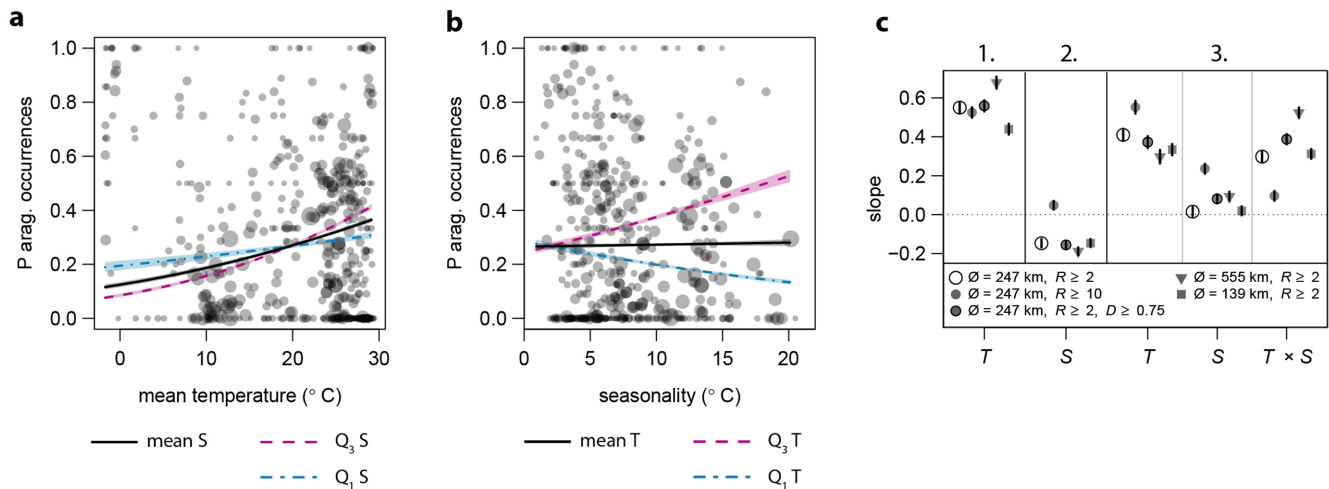 a
P arag. occurrences
1.0
0.8
0.6
0.4
0.2
0.0
0 10 20 30
mean temperature (° C)
mean S
Q3 S
Q1 S
b
P arag. occurrences
1.0
0.8
0.6
0.4
0.2
0.0
0 5 10 15 20
seasonality (° C)
mean T
Q3 T
Q1 T
c
1. 2. 3.
slope
0.6
0.4
0.2
0.0
−0.2
Ø = 247 km, R ≥ 2
Ø = 247 km, R ≥ 10
Ø = 247 km, R ≥ 2, D ≥ 0.75
Ø = 555 km, R ≥ 2
Ø = 139 km, R ≥ 2
T S T S T × S